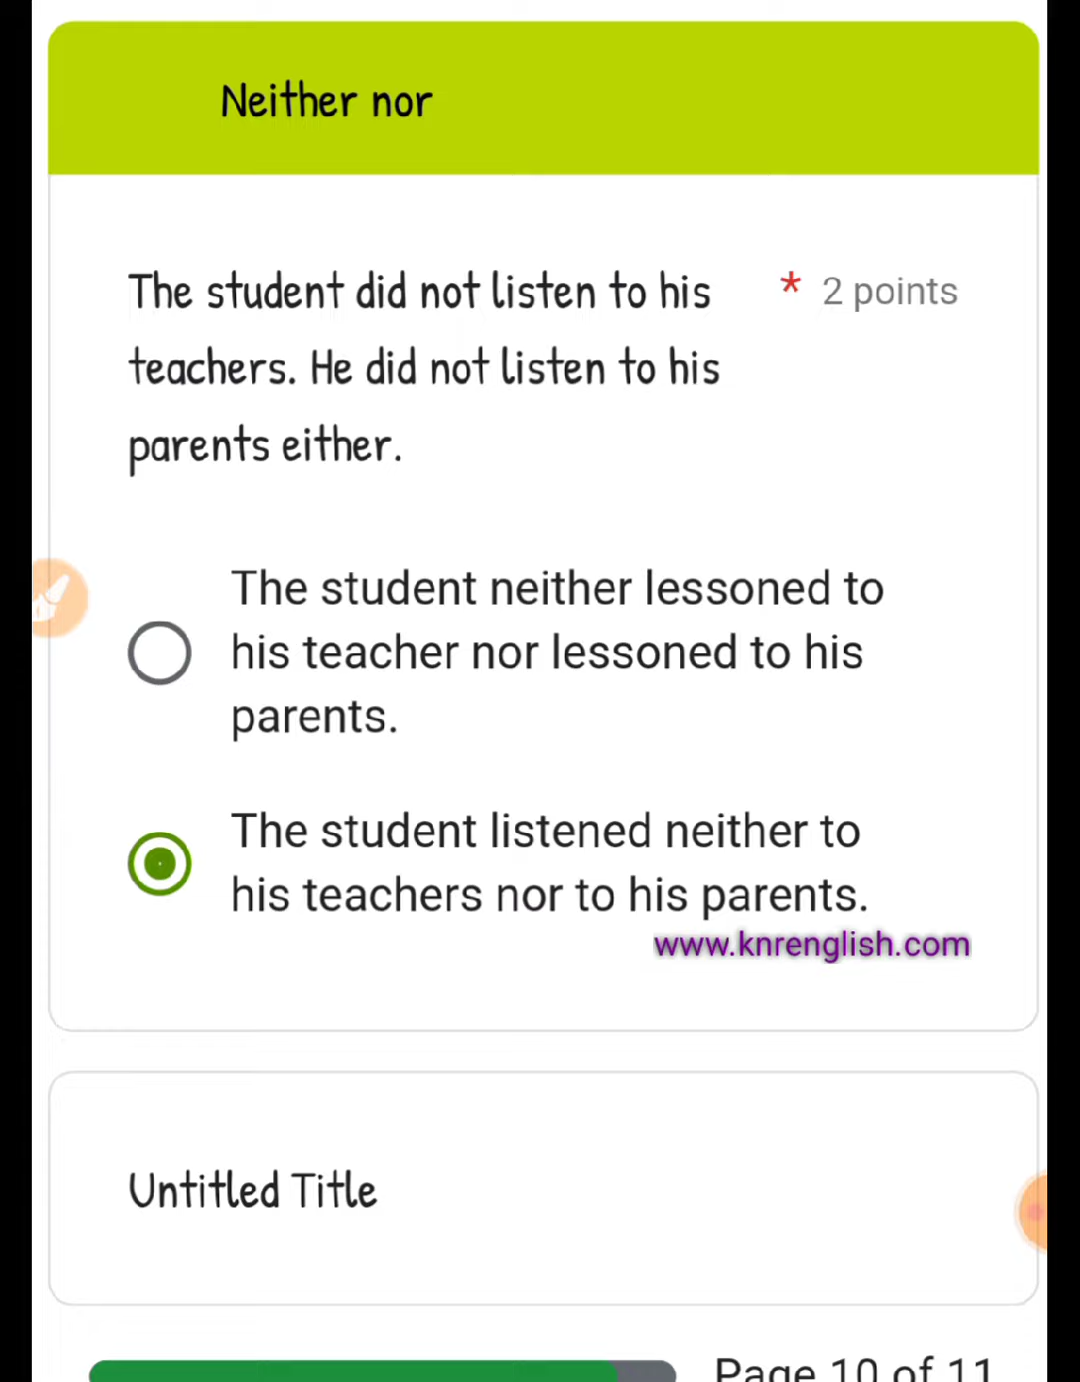 Neither nor
The student did not listen to his * 2 points
teachers. He did not listen to his
parents either.
The student neither lessoned to
his teacher nor lessoned to his
parents.
The student listened neither to
his teachers nor to his parents.
www.knrenglish.com
Untitled Title
Page 10 of 11